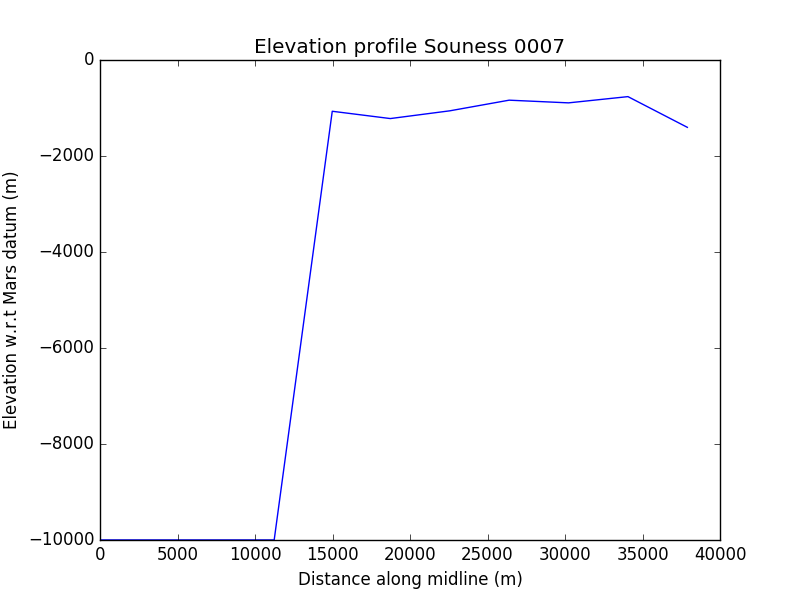 Elevation profile Souness 0007
0
−2000
−4000
−6000
−8000
−10000
Elevation w.r.t Mars datum (m)
0 5000 10000 15000 20000 25000 30000 35000 40000
Distance along midline (m)